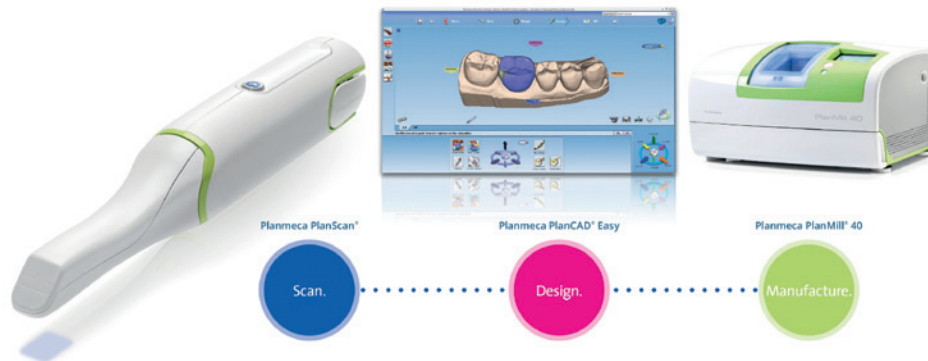 PlanMill 40
Planmeca PlanScan®
Planmeca PlanCAD® Easy
Planmeca PlanMill® 40
Scan.
Design.
Manufacture.